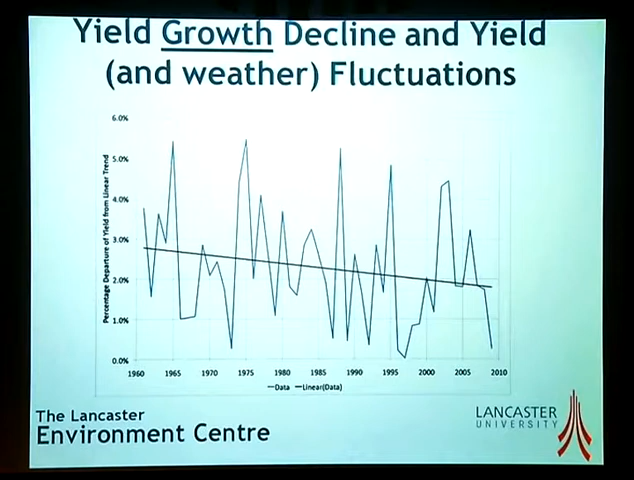 Yield Growth Decline and Yield
(and weather) Fluctuations
Percentage Departure of Yield from Linear Trend
6.0%
5.0%
4.0%
3.0%
2.0%
1.0%
0.0%
1960 1965 1970 1975 1980 1985 1990 1995 2000 2005 2010
Data Linear(Data)
The Lancaster
Environment Centre
LANCASTER
UNIVERSITY